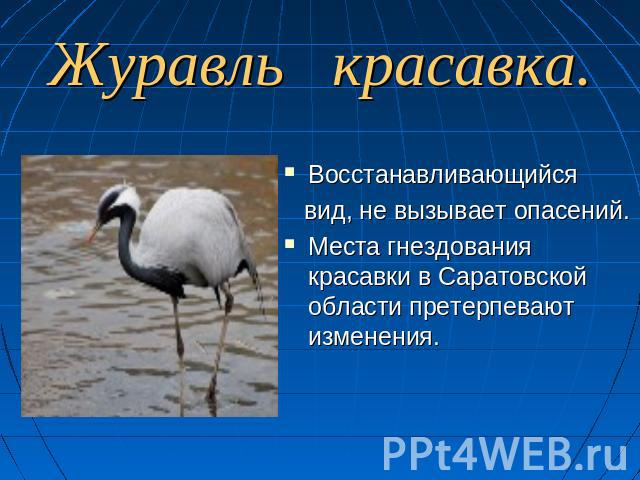 Журавль красавка.
Восстанавливающийся
вид, не вызывает опасений.
Места гнездования
красавки в Саратовской
области претерпевают
изменения.
PPt4WEB.ru